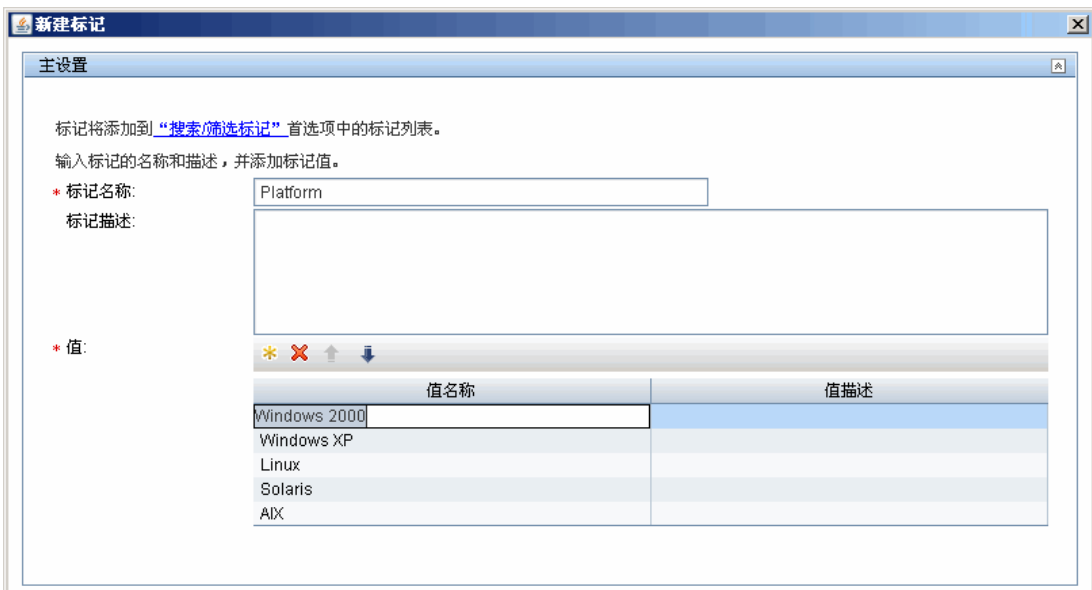 新建标记
主设置
标记将添加到“搜索/筛选标记”首选项中的标记列表。
输入标记的名称和描述，并添加标记值。
* 标记名称: Platform
标记描述:
* 值:
值名称 值描述
Windows 2000
Windows XP
Linux
Solaris
AIX